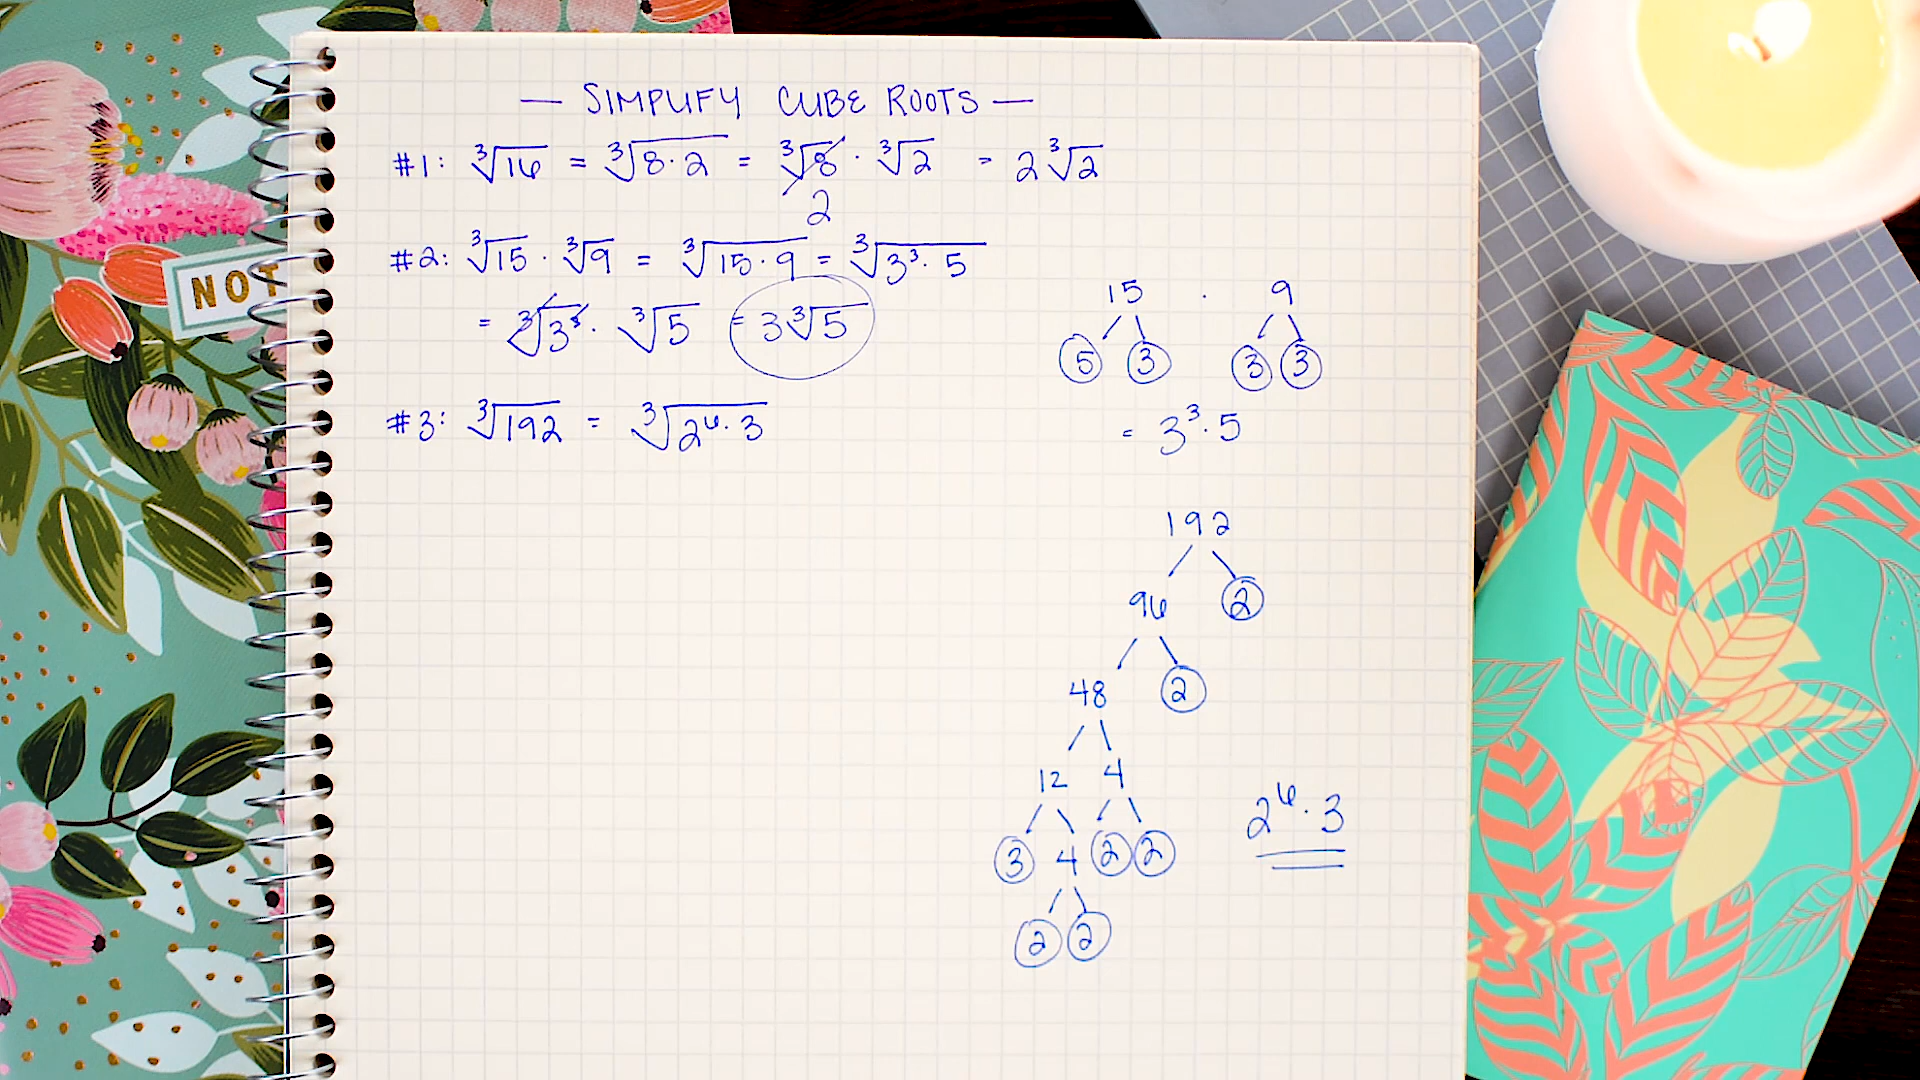 — SIMPLIFY CUBE ROOTS —
#1: ∛16 = ∛8·2 = ∛8 · ∛2 = 2∛2
2
#2: ∛15 · ∛9 = ∛15·9 = ∛3³·5
= ∛3³ · ∛5 = 3∛5
#3: ∛192 = ∛2⁶·3
15 · 9
5 3 3 3
= 3³·5
192
96 2
48 2
12 4
3 4 2 2
2 2
2⁶·3
NOT